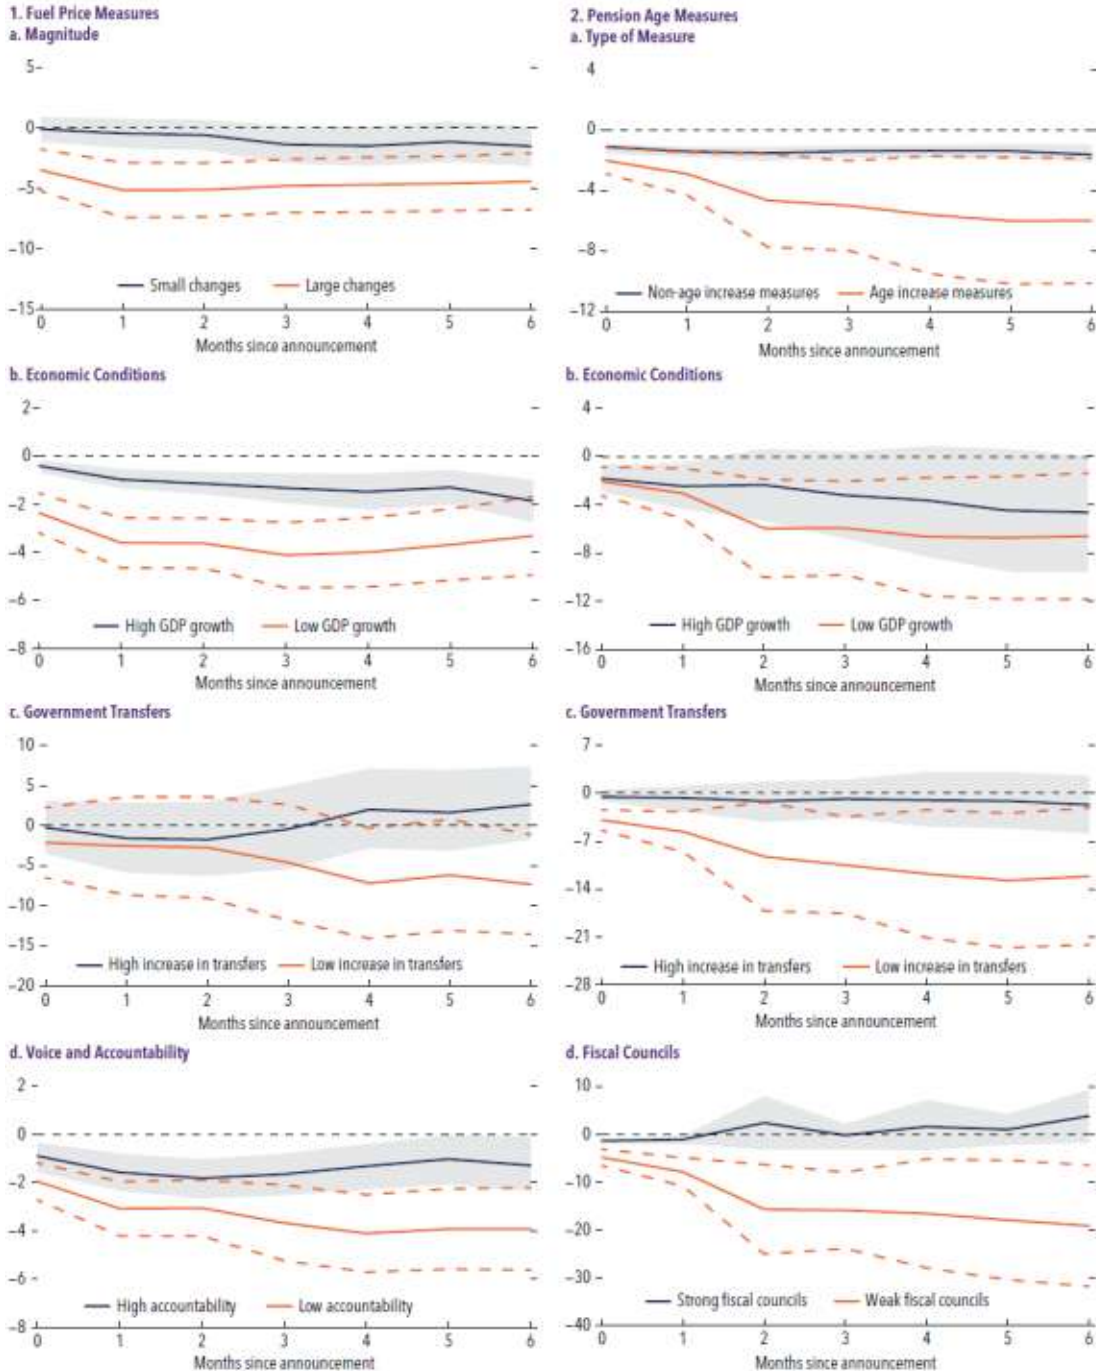 1. Fuel Price Measures
a. Magnitude
5
0
–5
–10
–15
Small changes
Large changes
0 1 2 3 4 5 6
Months since announcement
b. Economic Conditions
2
0
–2
–4
–6
–8
High GDP growth
Low GDP growth
0 1 2 3 4 5 6
Months since announcement
c. Government Transfers
10
5
0
–5
–10
–15
–20
High increase in transfers
Low increase in transfers
0 1 2 3 4 5 6
Months since announcement
d. Voice and Accountability
2
0
–2
–4
–6
–8
High accountability
Low accountability
0 1 2 3 4 5 6
Months since announcement
2. Pension Age Measures
a. Type of Measure
4
0
–4
–8
–12
Non-age increase measures
Age increase measures
0 1 2 3 4 5 6
Months since announcement
b. Economic Conditions
4
0
–4
–8
–12
–16
High GDP growth
Low GDP growth
0 1 2 3 4 5 6
Months since announcement
c. Government Transfers
7
0
–7
–14
–21
–28
High increase in transfers
Low increase in transfers
0 1 2 3 4 5 6
Months since announcement
d. Fiscal Councils
10
0
–10
–20
–30
–40
Strong fiscal councils
Weak fiscal councils
0 1 2 3 4 5 6
Months since announcement